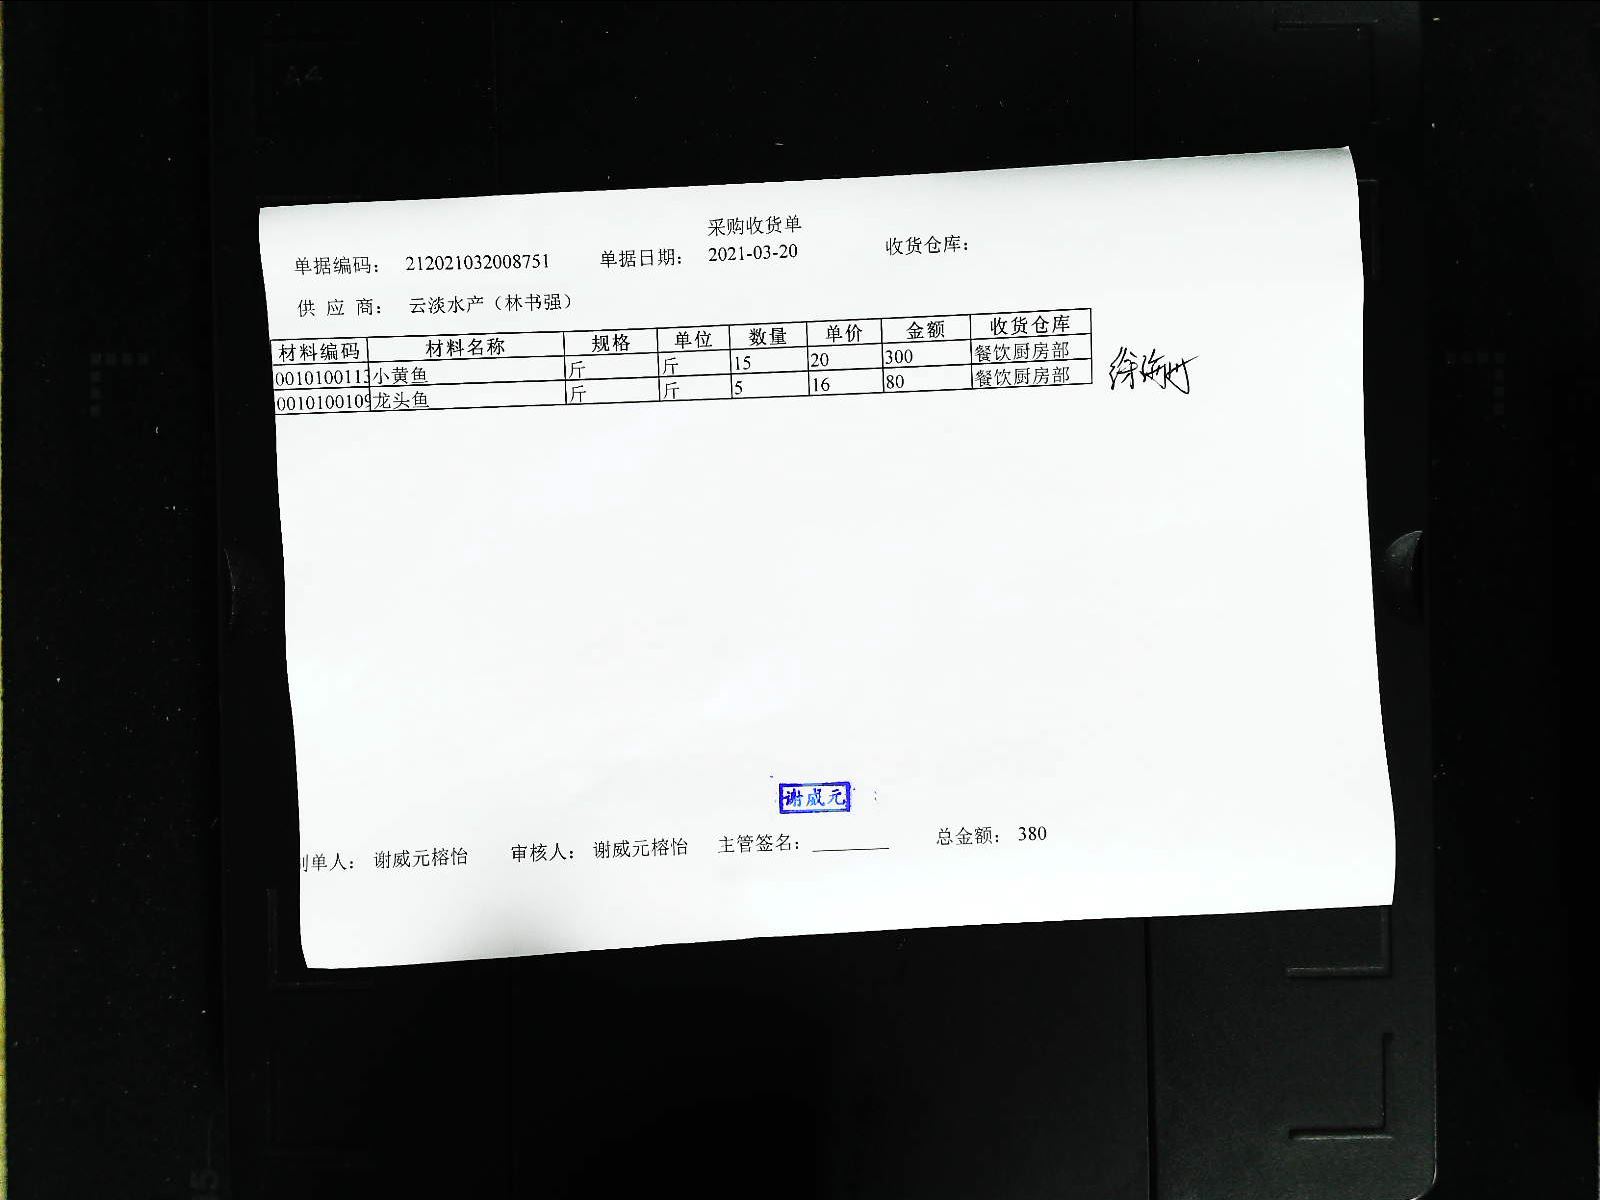 采购收货单
单据编码： 212021032008751 单据日期： 2021-03-20 收货仓库：
供 应 商： 云淡水产（林书强）
材料编码 材料名称 规格 单位 数量 单价 金额 收货仓库
0010100113 小黄鱼 斤 斤 15 20 300 餐饮厨房部
0010100109 龙头鱼 斤 斤 5 16 80 餐饮厨房部
谢威元
制单人： 谢威元榕怡 审核人： 谢威元榕怡 主管签名：________ 总金额： 380
A4